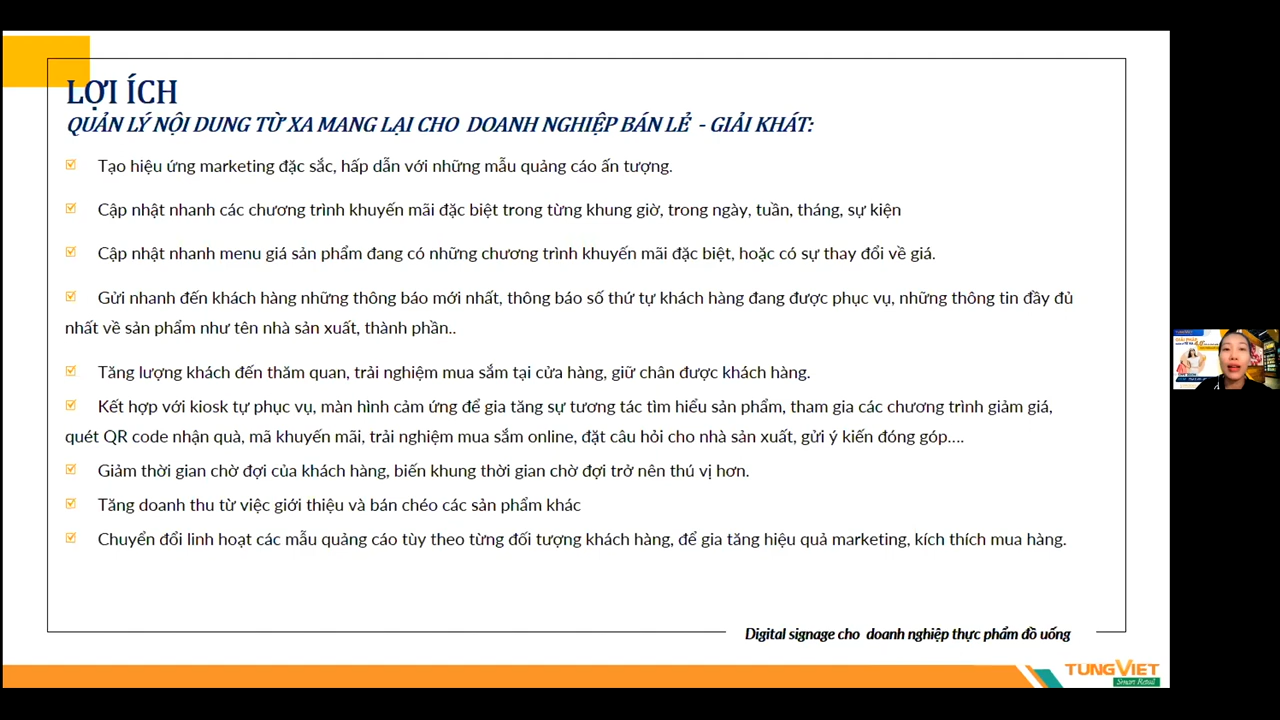 LỢI ÍCH
QUẢN LÝ NỘI DUNG TỪ XA MANG LẠI CHO DOANH NGHIỆP BÁN LẺ - GIẢI KHÁT:
Tạo hiệu ứng marketing đặc sắc, hấp dẫn với những mẫu quảng cáo ấn tượng.
Cập nhật nhanh các chương trình khuyến mãi đặc biệt trong từng khung giờ, trong ngày, tuần, tháng, sự kiện
Cập nhật nhanh menu giá sản phẩm đang có những chương trình khuyến mãi đặc biệt, hoặc có sự thay đổi về giá.
Gửi nhanh đến khách hàng những thông báo mới nhất, thông báo số thứ tự khách hàng đang được phục vụ, những thông tin đầy đủ
nhất về sản phẩm như tên nhà sản xuất, thành phần..
Tăng lượng khách đến thăm quan, trải nghiệm mua sắm tại cửa hàng, giữ chân được khách hàng.
Kết hợp với kiosk tự phục vụ, màn hình cảm ứng để gia tăng sự tương tác tìm hiểu sản phẩm, tham gia các chương trình giảm giá,
quét QR code nhận quà, mã khuyến mãi, trải nghiệm mua sắm online, đặt câu hỏi cho nhà sản xuất, gửi ý kiến đóng góp....
Giảm thời gian chờ đợi của khách hàng, biến khung thời gian chờ đợi trở nên thú vị hơn.
Tăng doanh thu từ việc giới thiệu và bán chéo các sản phẩm khác
Chuyển đổi linh hoạt các mẫu quảng cáo tùy theo từng đối tượng khách hàng, để gia tăng hiệu quả marketing, kích thích mua hàng.
Digital signage cho doanh nghiệp thực phẩm đồ uống
TUNGVIET
Smart Retail